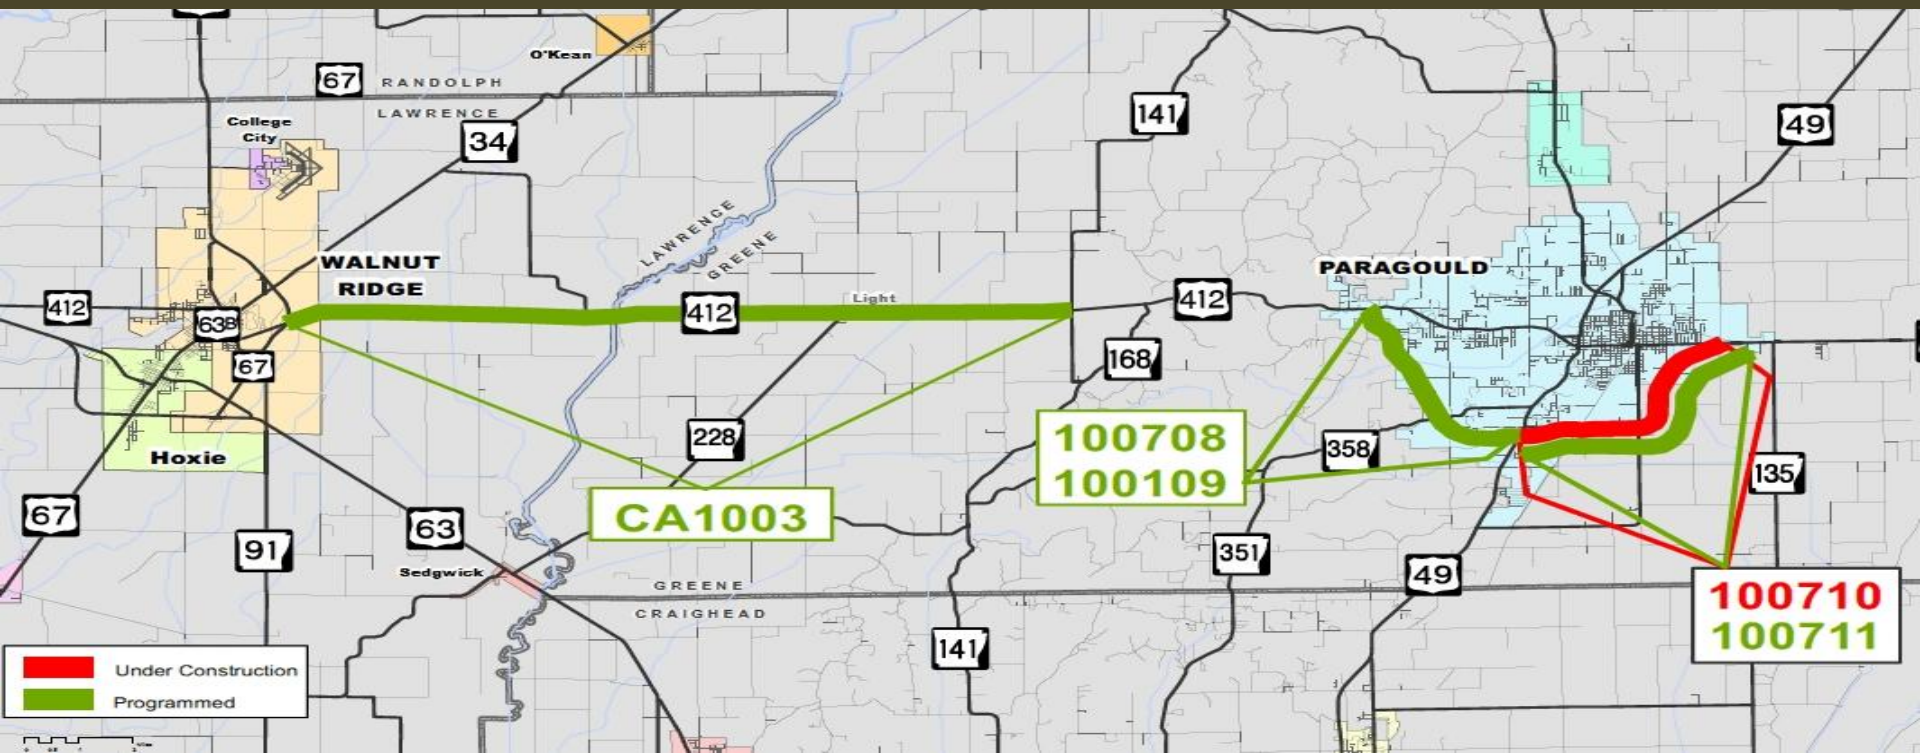 O'Kean
67
RANDOLPH
LAWRENCE
College
City
34
141
49
LAWRENCE
GREENE
WALNUT
RIDGE
PARAGOULD
412
63B
412
Light
412
67
168
228
100708
100109
358
135
Hoxie
67
91
63
CA1003
351
49
Sedgwick
GREENE
CRAIGHEAD
141
100710
100711
Under Construction
Programmed